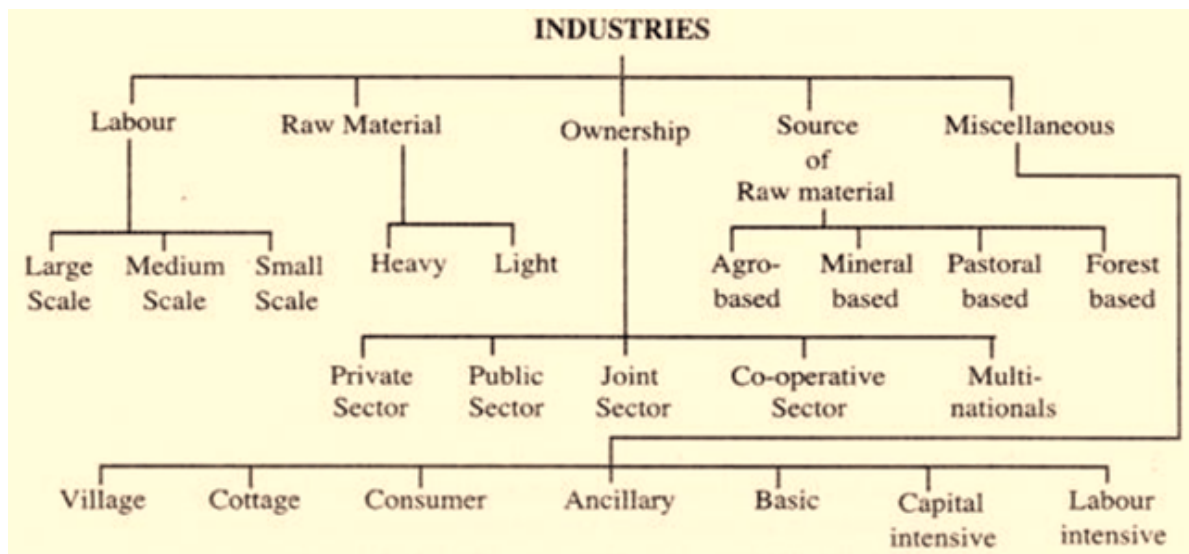 INDUSTRIES
Labour
Raw Material
Ownership
Source
of
Raw material
Miscellaneous
Large
Scale
Medium
Scale
Small
Scale
Heavy
Light
Agro-
based
Mineral
based
Pastoral
based
Forest
based
Private
Sector
Public
Sector
Joint
Sector
Co-operative
Sector
Multi-
nationals
Village
Cottage
Consumer
Ancillary
Basic
Capital
intensive
Labour
intensive